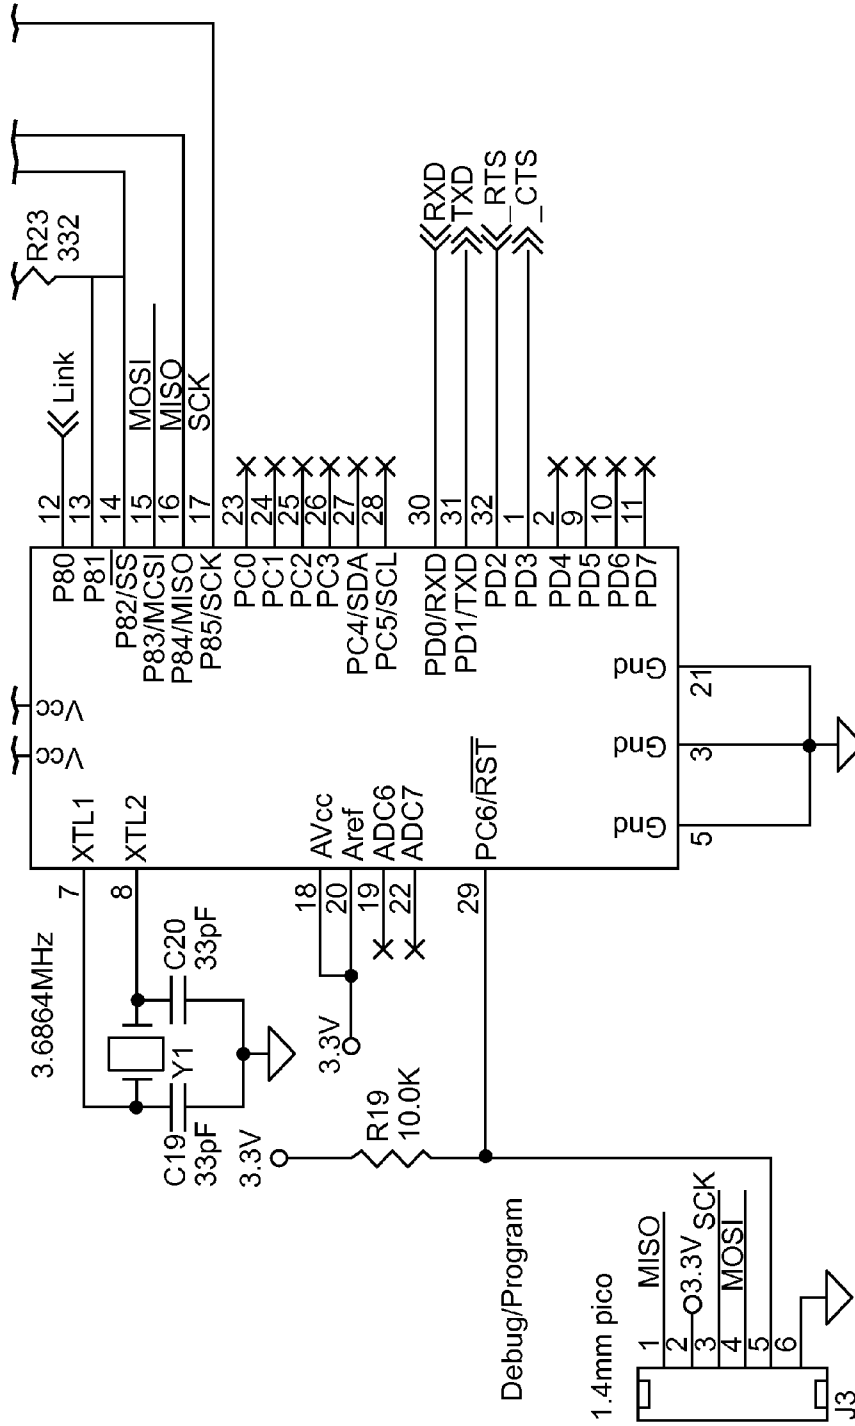 3.6864MHz
C19
33pF
Y1
C20
33pF
7
XTL1
8
XTL2
Vcc
Vcc
3.3V
18
AVcc
20
Aref
19
ADC6
22
ADC7
3.3V
R19
10.0K
29
PC6/RST
Debug/Program
1.4mm pico
J3
1
MISO
2
3.3V
3
SCK
4
MOSI
5
6
Gnd
5
Gnd
3
Gnd
21
P80
12
Link
P81
13
R23
332
P82/SS
14
P83/MCSI
15
MOSI
P84/MISO
16
MISO
P85/SCK
17
SCK
PC0
23
PC1
24
PC2
25
PC3
26
PC4/SDA
27
PC5/SCL
28
PD0/RXD
30
RXD
PD1/TXD
31
TXD
PD2
32
_RTS
PD3
1
_CTS
PD4
2
PD5
9
PD6
10
PD7
11